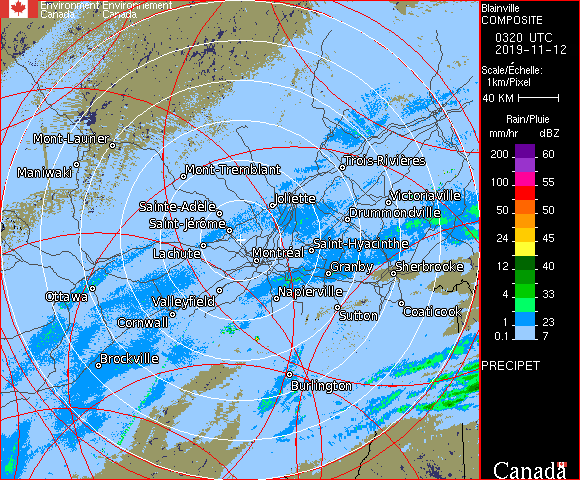 Environment Environnement
Canada Canada
Blainville
COMPOSITE
0320 UTC
2019-11-12
Scale/Échelle:
1km/Pixel
40 KM
Rain/Pluie
mm/hr dBZ
200 60
100 55
50 50
24 45
12 40
4 33
1 23
0.1 7
PRECIPET
Canada
Mont-Laurier
Maniwaki
Mont-Tremblant
Trois-Rivières
Sainte-Adèle
Joliette
Victoriaville
Saint-Jérôme
Drummondville
Lachute
Montréal
Saint-Hyacinthe
Granby
Sherbrooke
Ottawa
Valleyfield
Napierville
Cornwall
Sutton
Coaticook
Brockville
Burlington